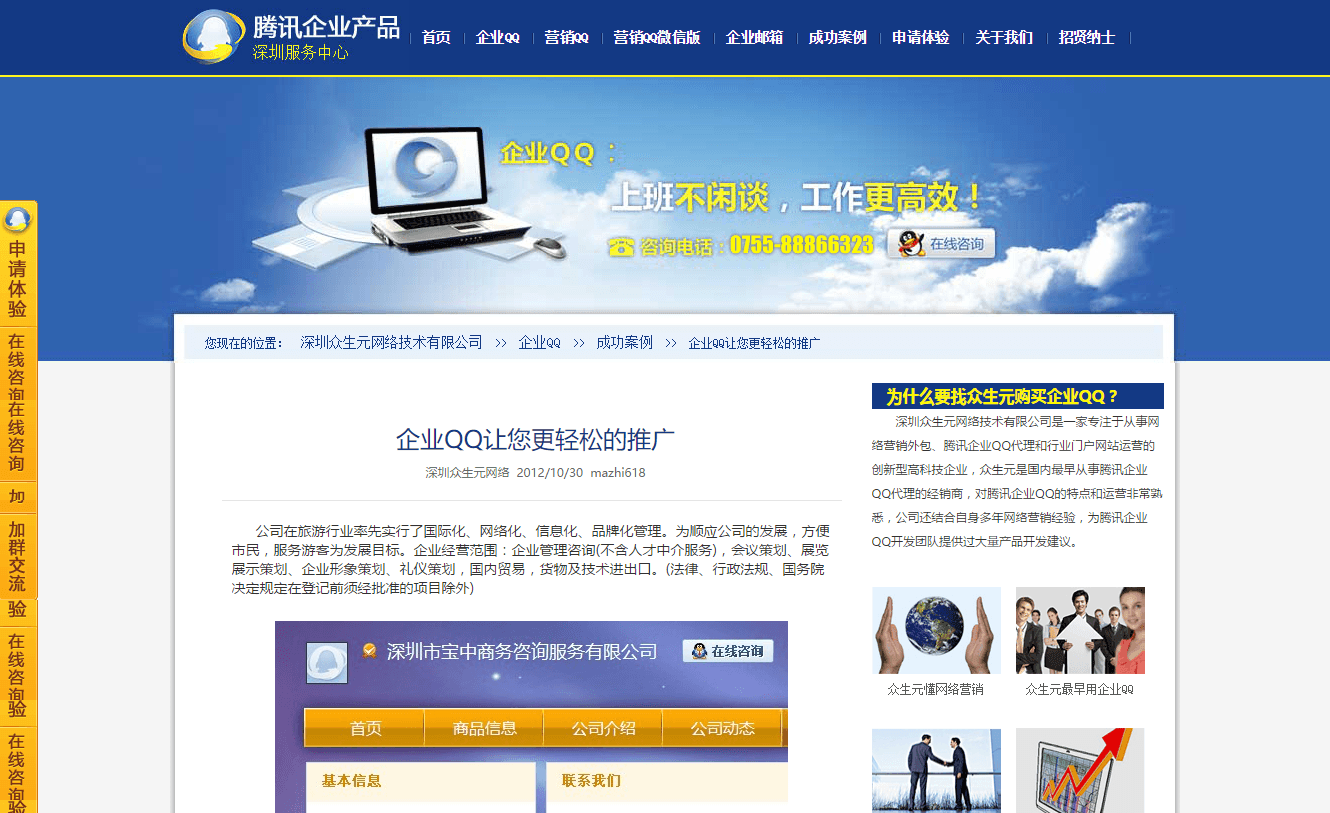 腾讯企业产品
深圳服务中心
首页 企业QQ 营销QQ 营销QQ微信版 企业邮箱 成功案例 申请体验 关于我们 招贤纳士
企业QQ：
上班不闲谈，工作更高效！
咨询电话：0755-88866323 在线咨询
申请体验
在线咨询
在线咨询
加
加群交流
验
在线咨询
验
在线咨询
验
您现在的位置： 深圳众生元网络技术有限公司 >> 企业QQ >> 成功案例 >> 企业QQ让您更轻松的推广
企业QQ让您更轻松的推广
深圳众生元网络 2012/10/30 mazhi618
公司在旅游行业率先实行了国际化、网络化、信息化、品牌化管理。为顺应公司的发展，方便
市民，服务游客为发展目标。企业经营范围：企业管理咨询(不含人才中介服务)，会议策划、展览
展示策划、企业形象策划、礼仪策划，国内贸易，货物及技术进出口。(法律、行政法规、国务院
决定规定在登记前须经批准的项目除外)
深圳市宝中商务咨询服务有限公司 在线咨询
首页 商品信息 公司介绍 公司动态
基本信息 联系我们
为什么要找众生元购买企业QQ？
深圳众生元网络技术有限公司是一家专注于从事网
络营销外包、腾讯企业QQ代理和行业门户网站运营的
创新型高科技企业，众生元是国内最早从事腾讯企业
QQ代理的经销商，对腾讯企业QQ的特点和运营非常熟
悉，公司还结合自身多年网络营销经验，为腾讯企业
QQ开发团队提供过大量产品开发建议。
众生元懂网络营销 众生元最早用企业QQ